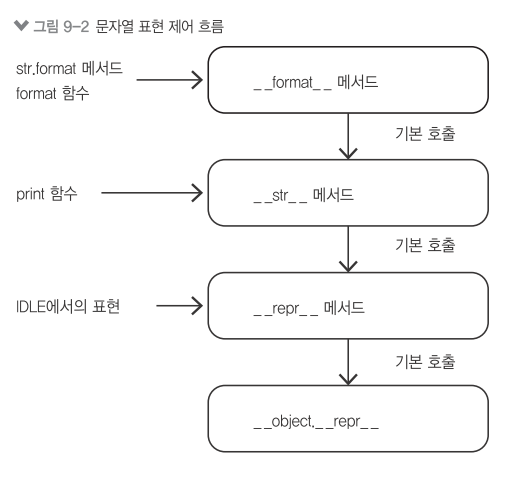 그림 9-2 문자열 표현 제어 흐름
str.format 메서드
format 함수
__format__ 메서드
기본 호출
print 함수
__str__ 메서드
기본 호출
IDLE에서의 표현
__repr__ 메서드
기본 호출
__object.__repr__